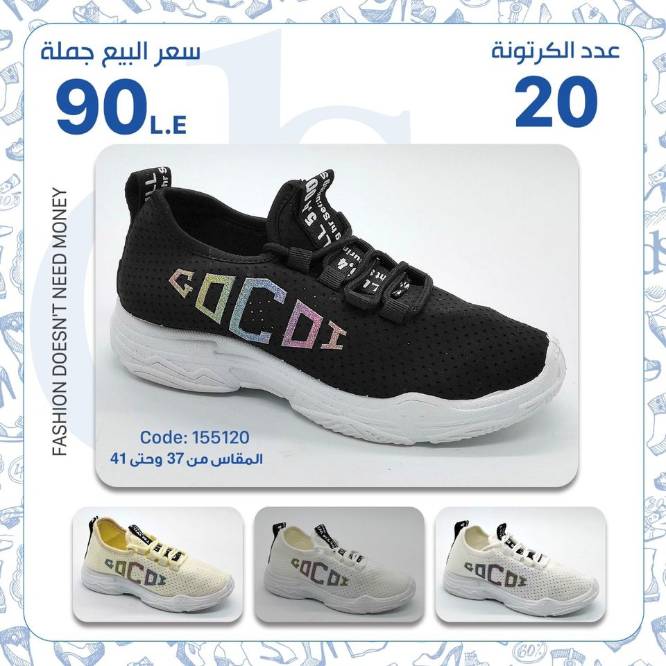 سعر البيع جملة
90 L.E
عدد الكرتونة
20
FASHION DOESN'T NEED MONEY
GOCDI
Code: 155120
المقاس من 37 وحتى 41
GOCDI
GOCDI
GOCDI